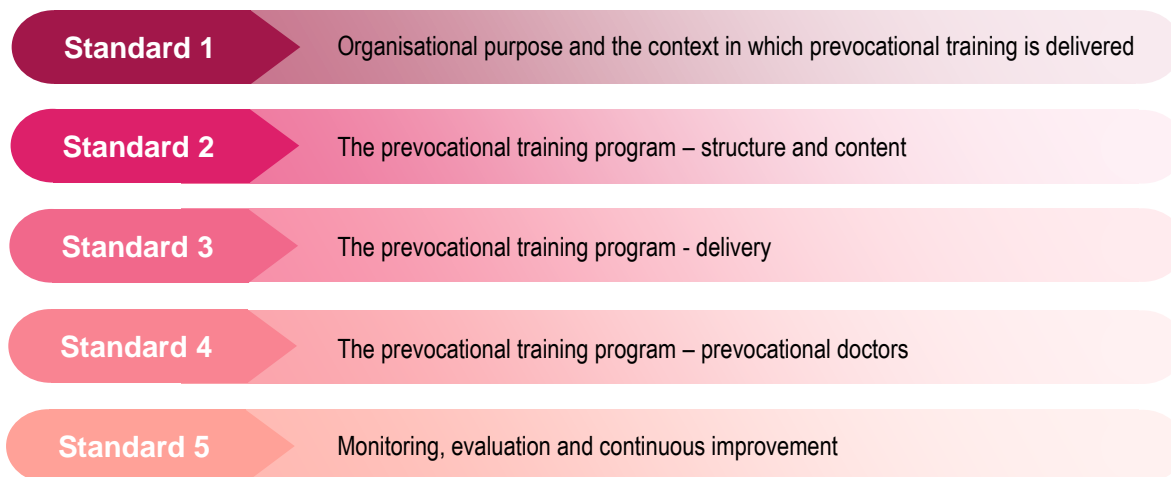 Standard 1 Organisational purpose and the context in which prevocational training is delivered
Standard 2 The prevocational training program – structure and content
Standard 3 The prevocational training program - delivery
Standard 4 The prevocational training program – prevocational doctors
Standard 5 Monitoring, evaluation and continuous improvement